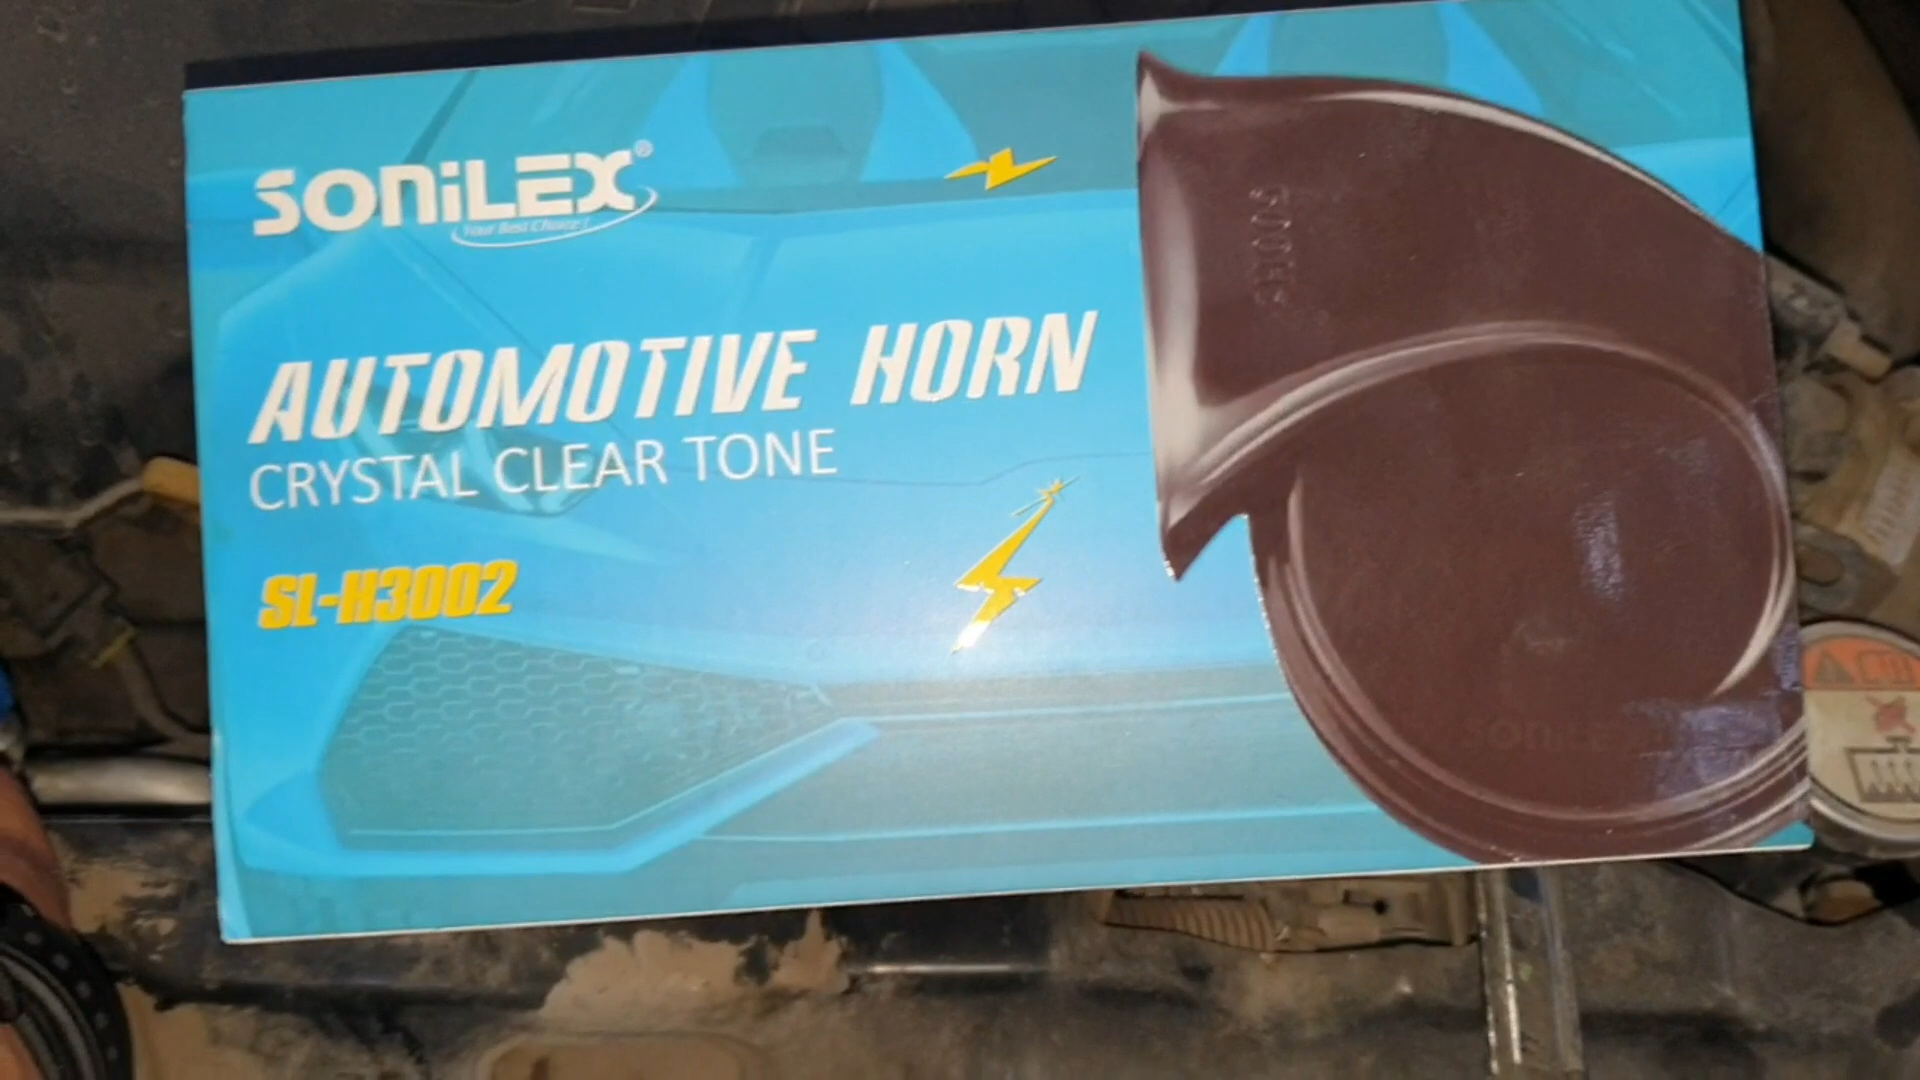 SONiLEX®
Your Best Choice!
AUTOMOTIVE HORN
CRYSTAL CLEAR TONE
SL-H3002